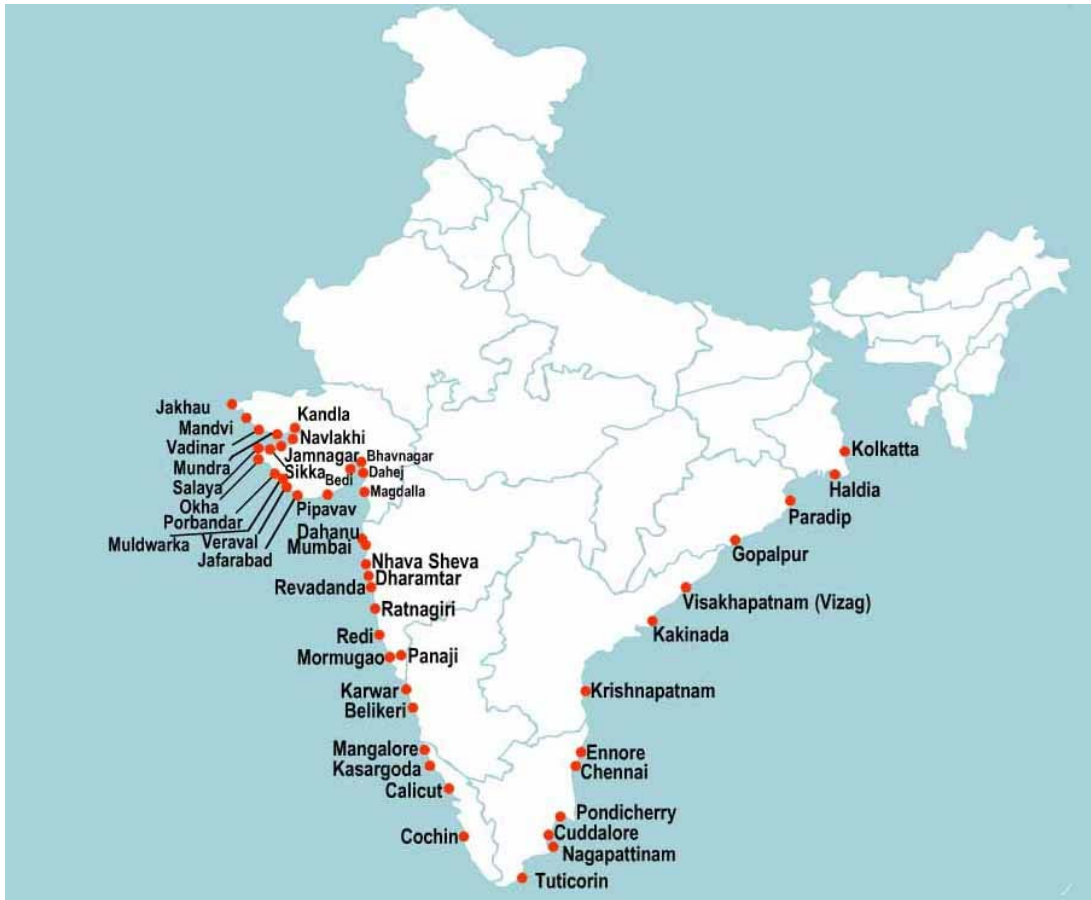 Jakhau
Kandla
Mandvi
Navlakhi
Vadinar
Jamnagar
Bhavnagar
Kolkatta
Mundra
Sikka
Bedi
Dahej
Salaya
Magdalla
Haldia
Okha
Pipavav
Paradip
Porbandar
Dahanu
Muldwarka
Veraval
Mumbai
Gopalpur
Jafarabad
Nhava Sheva
Dharamtar
Revadanda
Visakhapatnam (Vizag)
Ratnagiri
Redi
Kakinada
Mormugao
Panaji
Karwar
Krishnapatnam
Belikeri
Mangalore
Ennore
Kasargoda
Chennai
Calicut
Pondicherry
Cochin
Cuddalore
Nagapattinam
Tuticorin